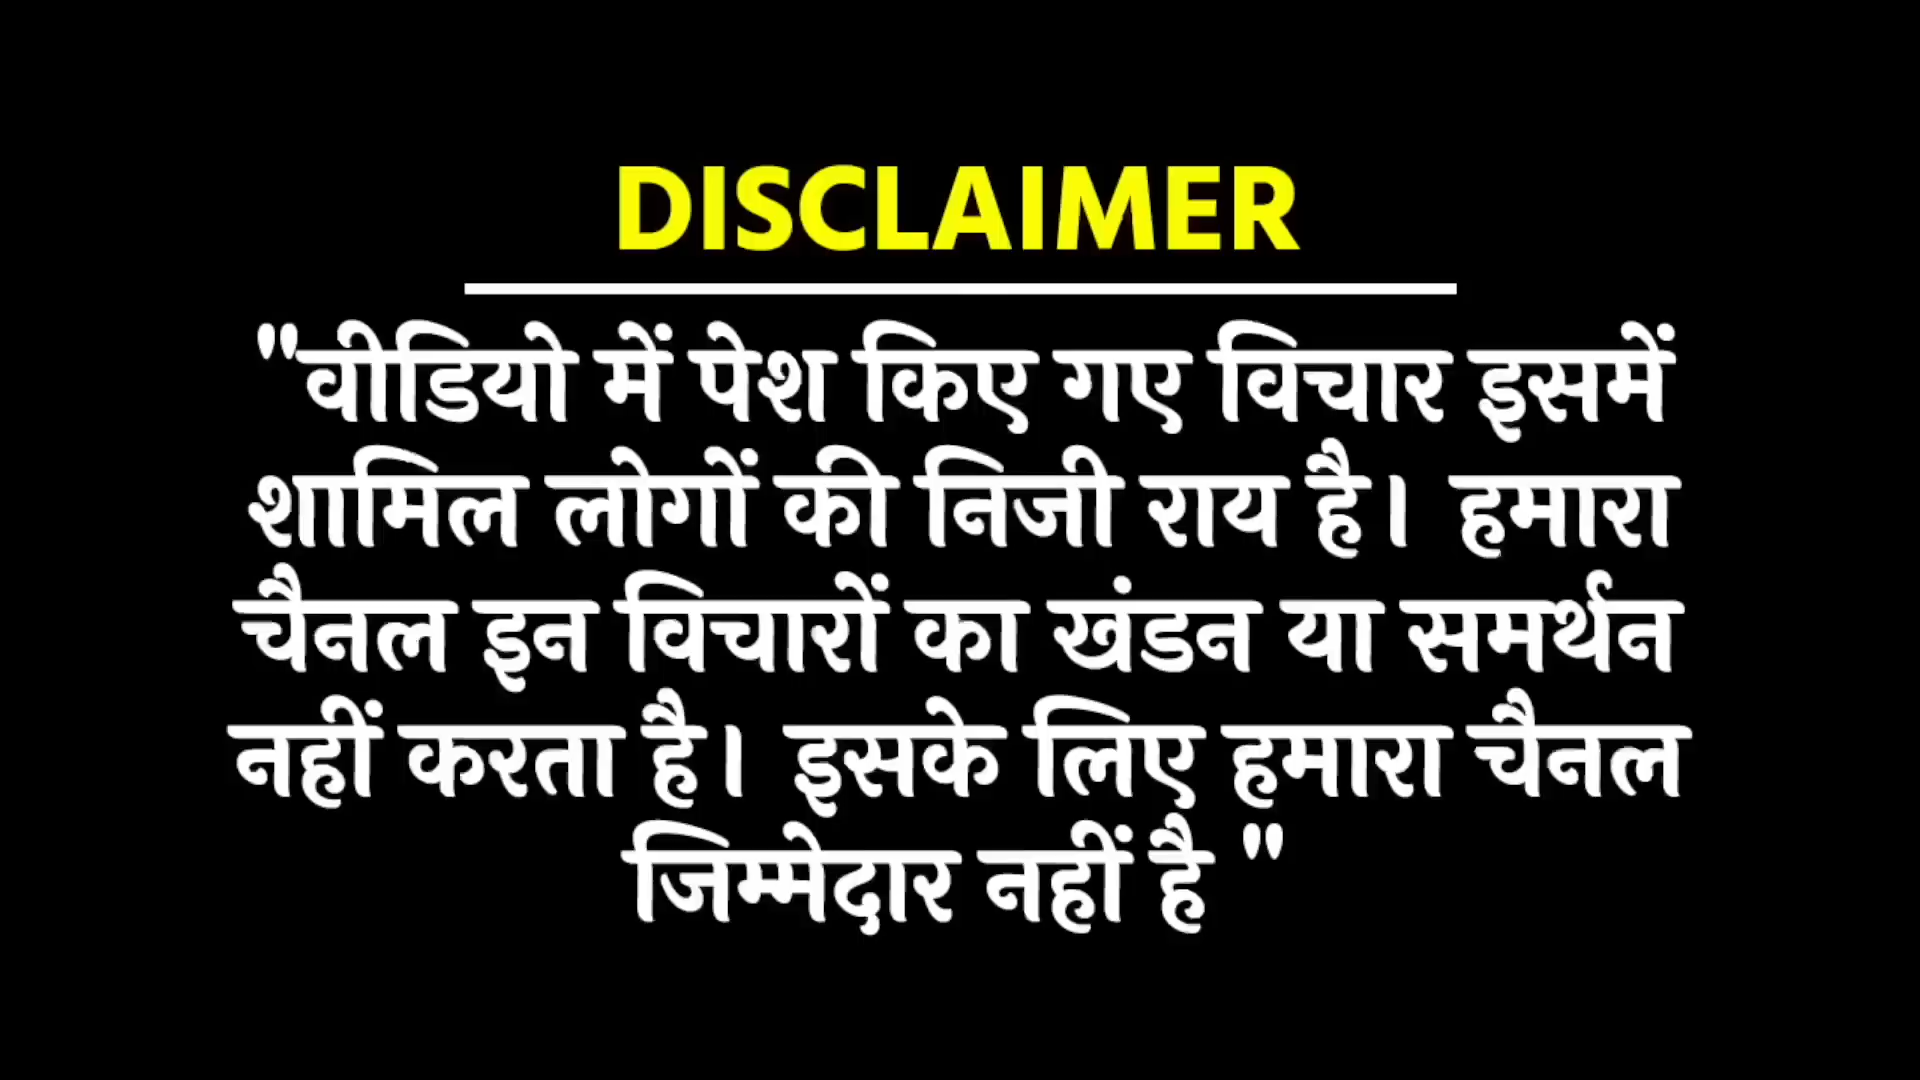 DISCLAIMER
"वीडियो में पेश किए गए विचार इसमें
शामिल लोगों की निजी राय है। हमारा
चैनल इन विचारों का खंडन या समर्थन
नहीं करता है। इसके लिए हमारा चैनल
जिम्मेदार नहीं है "